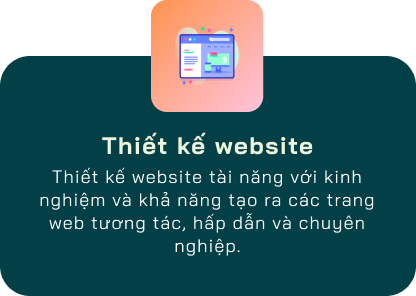 Thiết kế website
Thiết kế website tài năng với kinh
nghiệm và khả năng tạo ra các trang
web tương tác, hấp dẫn và chuyên
nghiệp.